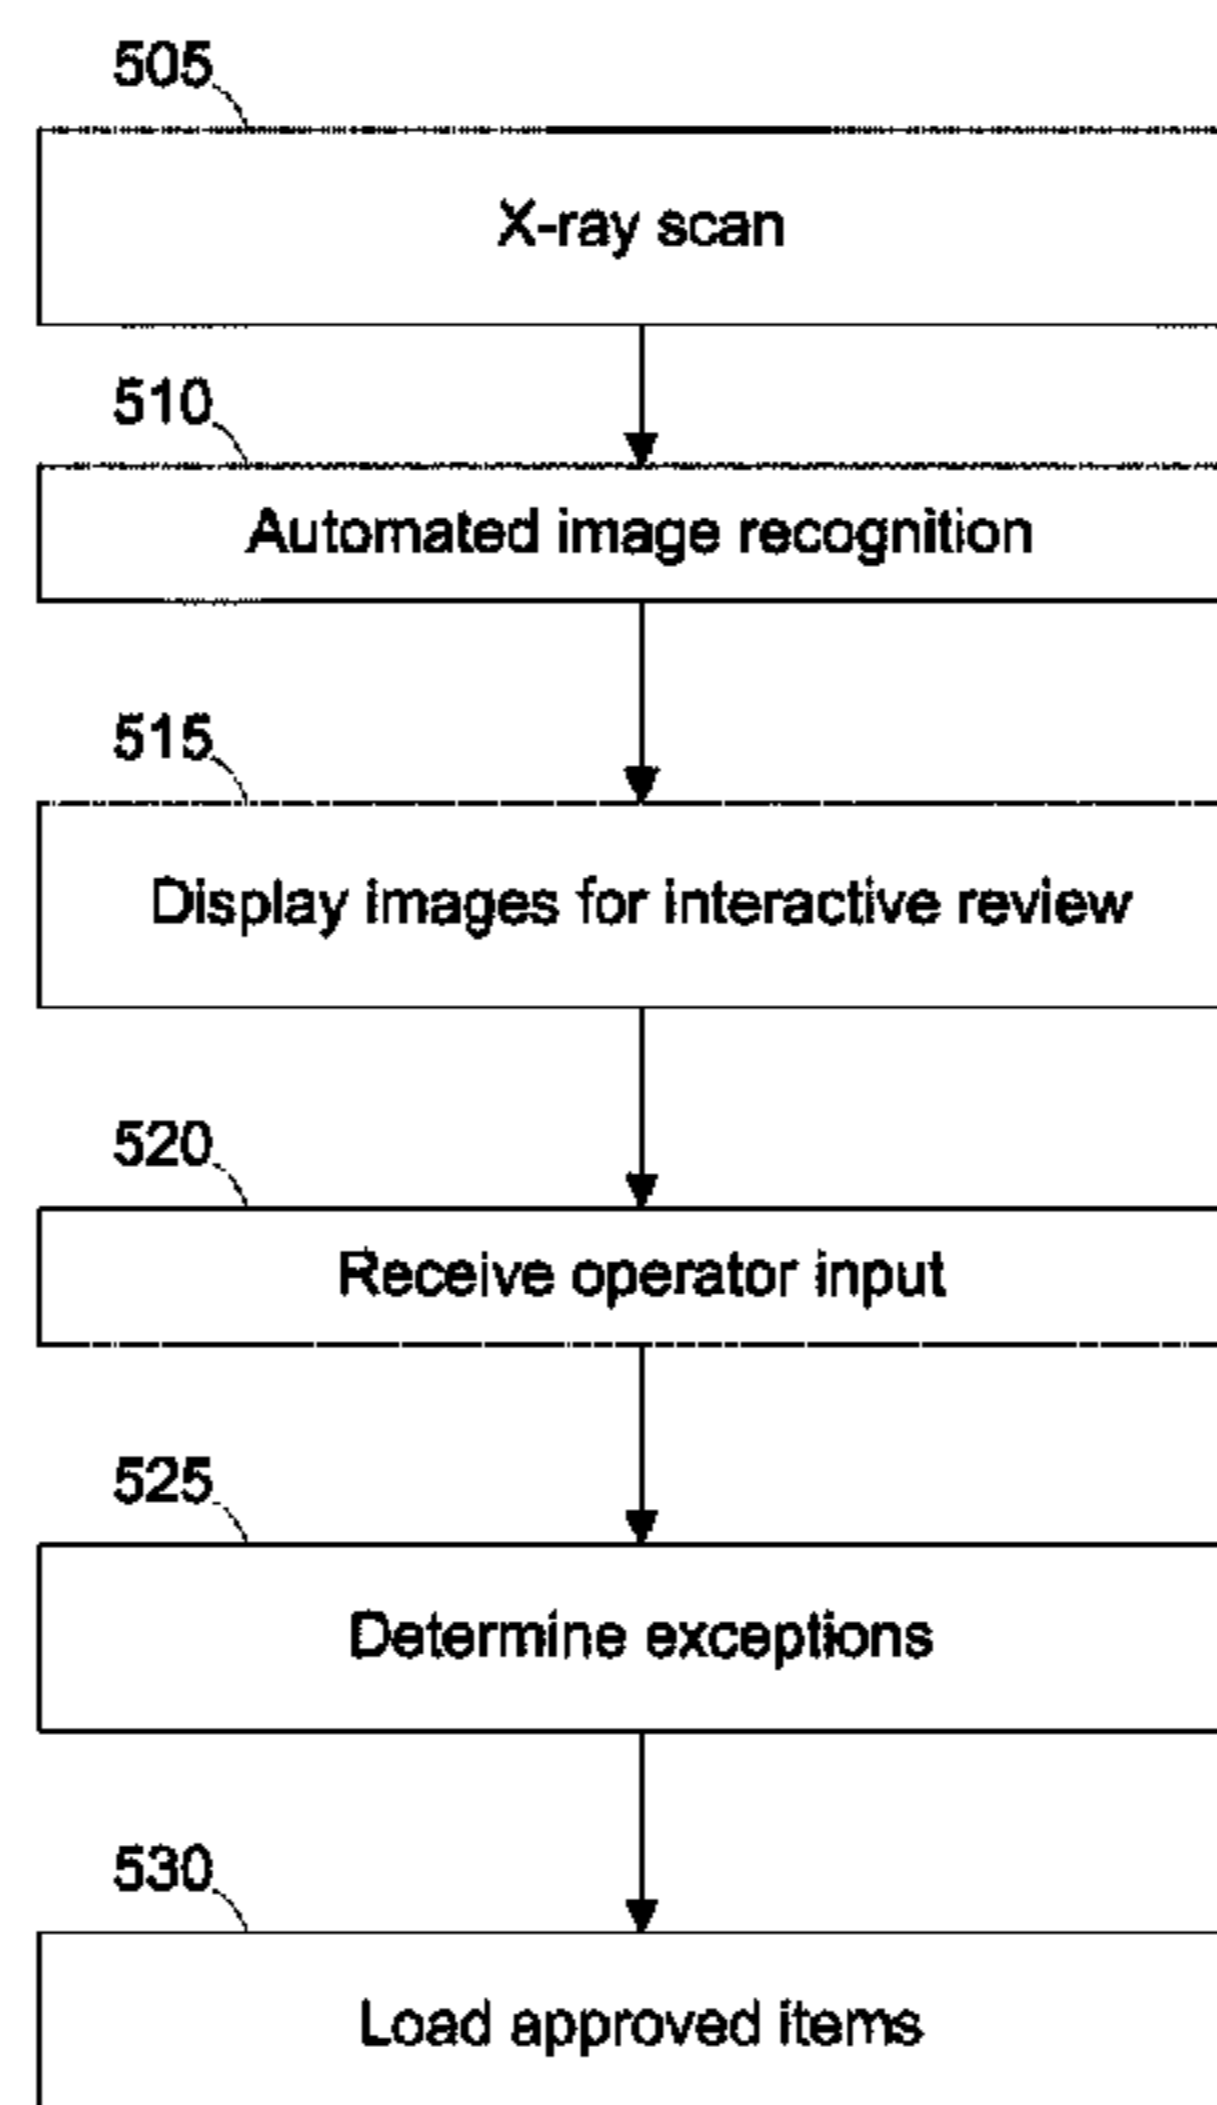 505
X-ray scan
510
Automated image recognition
515
Display images for interactive review
520
Receive operator input
525
Determine exceptions
530
Load approved items